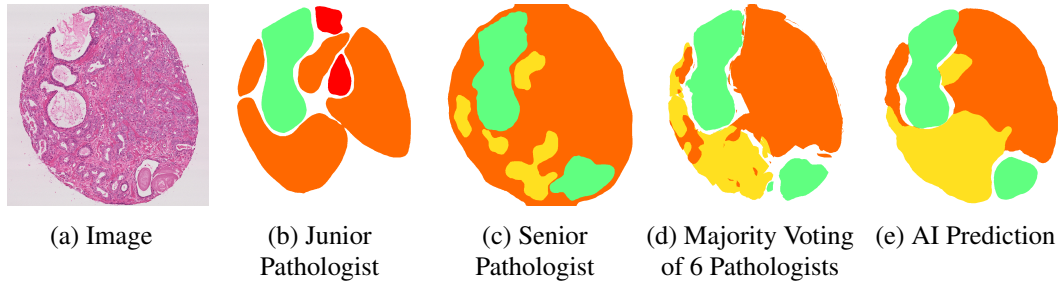 (a) Image
(b) Junior
Pathologist
(c) Senior
Pathologist
(d) Majority Voting
of 6 Pathologists
(e) AI Prediction